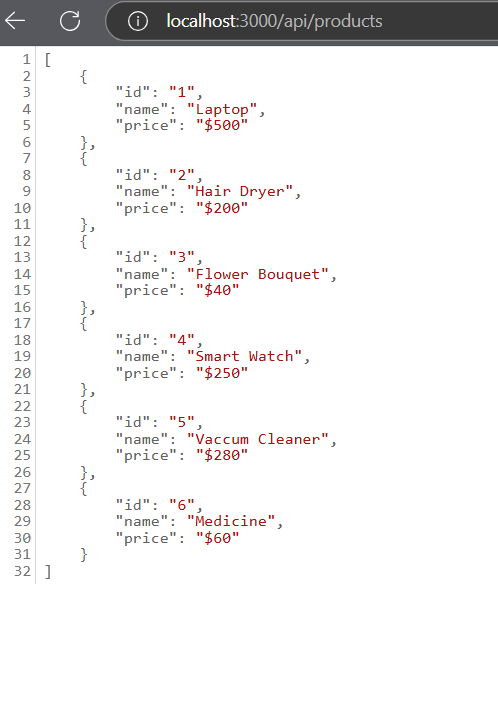 localhost:3000/api/products
1 [
2     {
3         "id": "1",
4         "name": "Laptop",
5         "price": "$500"
6     },
7     {
8         "id": "2",
9         "name": "Hair Dryer",
10         "price": "$200"
11     },
12     {
13         "id": "3",
14         "name": "Flower Bouquet",
15         "price": "$40"
16     },
17     {
18         "id": "4",
19         "name": "Smart Watch",
20         "price": "$250"
21     },
22     {
23         "id": "5",
24         "name": "Vaccum Cleaner",
25         "price": "$280"
26     },
27     {
28         "id": "6",
29         "name": "Medicine",
30         "price": "$60"
31     }
32 ]